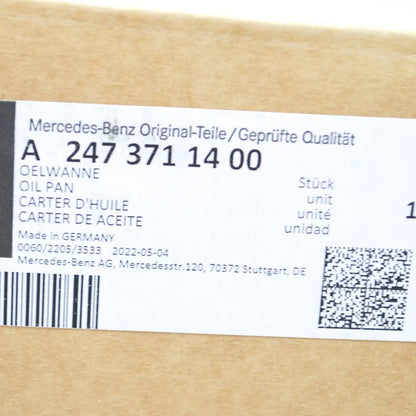 Mercedes-Benz Original-Teile/Geprüfte Qualität
A 247 371 14 00
OELWANNE Stück
OIL PAN unit 1
CARTER D'HUILE unité
CARTER DE ACEITE unidad
Made in GERMANY
0060/2205/3533 2022-05-04
Mercedes-Benz AG, Mercedesstr.120, 70372 Stuttgart, DE